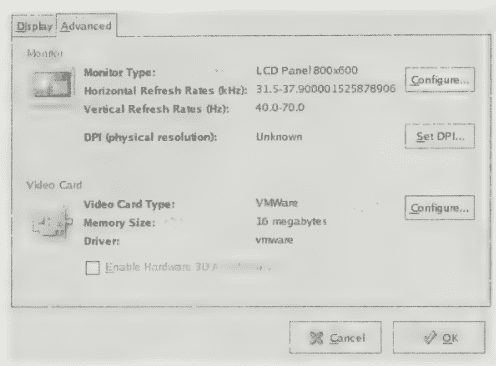 Display Advanced
Monitor
Monitor Type: LCD Panel 800x600
Horizontal Refresh Rates (kHz): 31.5-37.900001525878906
Configure...
Vertical Refresh Rates (Hz): 40.0-70.0
DPI (physical resolution): Unknown
Set DPI...
Video Card
Video Card Type: VMWare
Configure...
Memory Size: 16 megabytes
Driver: vmware
Enable Hardware 3D
Cancel OK